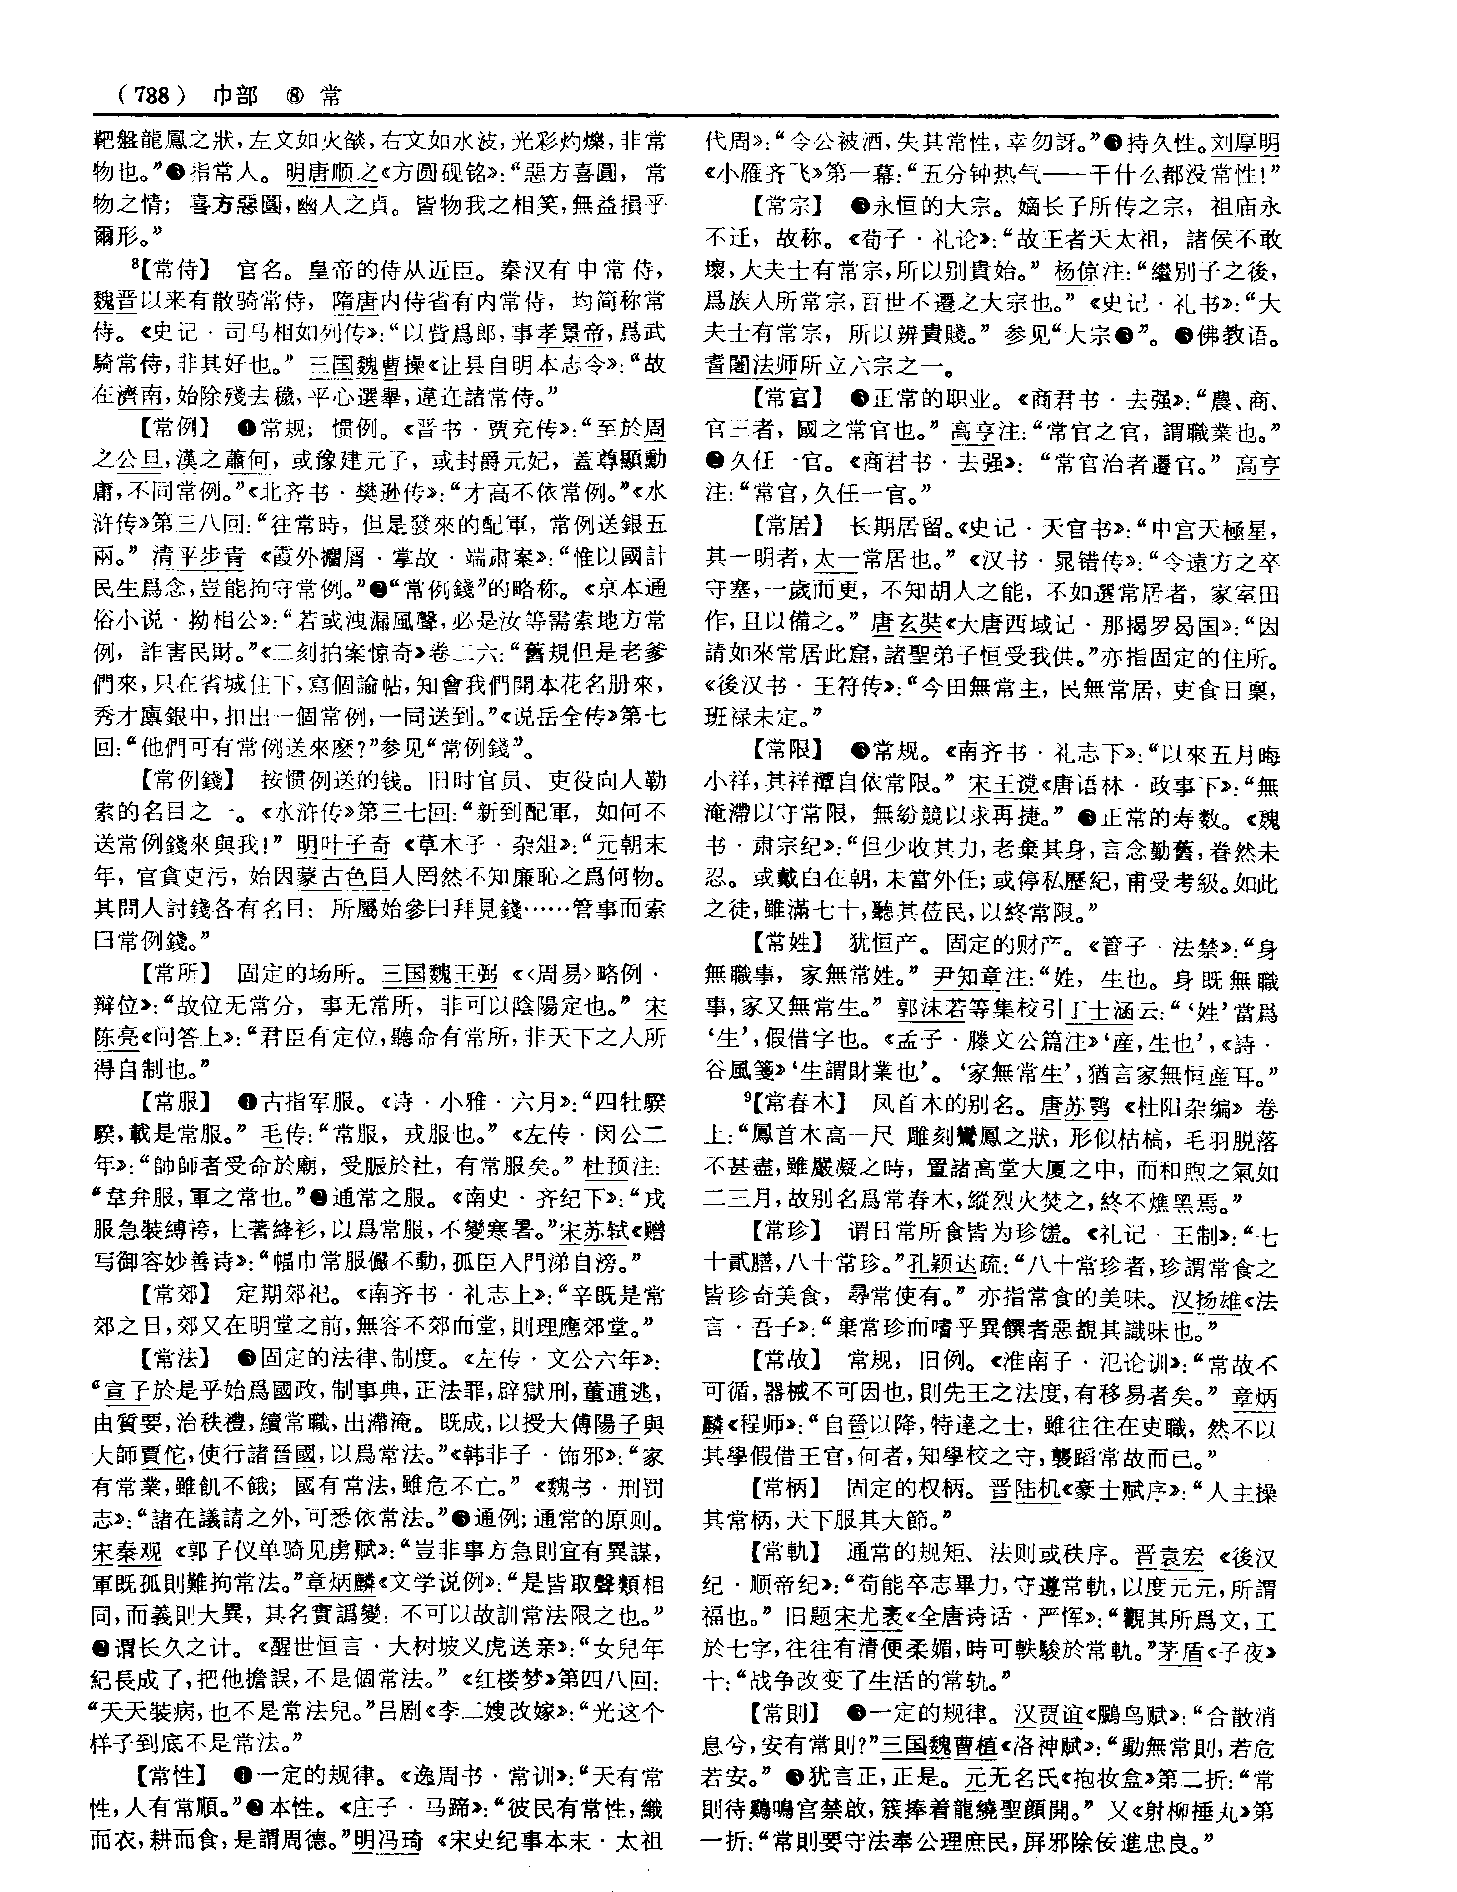 （788） 巾部 ⑧ 常
靶盤龍鳳之狀，左文如火燄，右文如水波，光彩灼爍，非常
物也。”❸指常人。明唐顺之《方圆砚铭》：“惡方喜圓，常
物之情；喜方惡圓，幽人之貞。皆物我之相笑，無益損乎
爾形。”
⁸【常侍】 官名。皇帝的侍从近臣。秦汉有中常侍，
魏晋以来有散骑常侍，隋唐内侍省有内常侍，均简称常
侍。《史记·司马相如列传》：“以貲爲郎，事孝景帝，爲武
騎常侍，非其好也。”三国魏曹操《让县自明本志令》：“故
在濟南，始除殘去穢，平心選舉，違迕諸常侍。”
【常例】 ❶常规；惯例。《晋书·贾充传》：“至於周
之公旦，漢之蕭何，或豫建元子，或封爵元妃，蓋尊顯勳
庸，不同常例。”《北齐书·樊逊传》：“才高不依常例。”《水
浒传》第三八回：“往常時，但是發來的配軍，常例送銀五
兩。”清平步青《霞外攟屑·掌故·端肃案》：“惟以國計
民生爲念，豈能拘守常例。”❷“常例錢”的略称。《京本通
俗小说·拗相公》：“若或洩漏風聲，必是汝等需索地方常
例，詐害民財。”《二刻拍案惊奇》卷二六：“舊規但是老爹
們來，只在省城住下，寫個諭帖，知會我們開本花名册來，
秀才廪銀中，扣出一個常例，一同送到。”《说岳全传》第七
回：“他們可有常例送來麽？”参见“常例錢”。
【常例錢】 按惯例送的钱。旧时官员、吏役向人勒
索的名目之一。《水浒传》第三七回：“新到配軍，如何不
送常例錢來與我！”明叶子奇《草木子·杂俎》：“元朝末
年，官貪吏污，始因蒙古色目人罔然不知廉恥之爲何物。
其問人討錢各有名目：所屬始參曰拜見錢……管事而索
曰常例錢。”
【常所】 固定的场所。三国魏王弼《〈周易〉略例·
辩位》：“故位无常分，事无常所，非可以陰陽定也。”宋
陈亮《问答上》：“君臣有定位，聽命有常所，非天下之人所
得自制也。”
【常服】 ❶古指军服。《诗·小雅·六月》：“四牡騤
騤，載是常服。”毛传：“常服，戎服也。”《左传·闵公二
年》：“帥師者受命於廟，受脤於社，有常服矣。”杜预注：
“韋弁服，軍之常也。”❷通常之服。《南史·齐纪下》：“戎
服急裝縛袴，上著絳衫，以爲常服，不變寒暑。”宋苏轼《赠
写御容妙善诗》：“幅巾常服儼不動，孤臣入門涕自滂。”
【常郊】 定期郊祀。《南齐书·礼志上》：“辛既是常
郊之日，郊又在明堂之前，無容不郊而堂，則理應郊堂。”
【常法】 ❶固定的法律、制度。《左传·文公六年》：
“宣子於是乎始爲國政，制事典，正法罪，辟獄刑，董逋逃，
由質要，治秩禮，續常職，出滯淹。既成，以授大傅陽子與
大師賈佗，使行諸晉國，以爲常法。”《韩非子·饰邪》：“家
有常業，雖飢不餓；國有常法，雖危不亡。”《魏书·刑罚
志》：“諸在議請之外，可悉依常法。”❷通例；通常的原则。
宋秦观《郭子仪单骑见虏赋》：“豈非事方急則宜有異謀，
軍既孤則難拘常法。”章炳麟《文学说例》：“是皆取聲類相
同，而義則大異，其名實譌變，不可以故訓常法限之也。”
❸谓长久之计。《醒世恒言·大树坡义虎送亲》：“女兒年
紀長成了，把他擔誤，不是個常法。”《红楼梦》第四八回：
“天天裝病，也不是常法兒。”吕剧《李二嫂改嫁》：“光这个
样子到底不是常法。”
【常性】 ❶一定的规律。《逸周书·常训》：“天有常
性，人有常順。”❷本性。《庄子·马蹄》：“彼民有常性，織
而衣，耕而食，是謂周德。”明冯琦《宋史纪事本末·太祖
代周》：“令公被酒，失其常性，幸勿訝。”❸持久性。刘厚明
《小雁齐飞》第一幕：“五分钟热气——干什么都没常性！”
【常宗】 ❶永恒的大宗。嫡长子所传之宗，祖庙永
不迁，故称。《荀子·礼论》：“故王者天太祖，諸侯不敢
壞，大夫士有常宗，所以别貴始。”杨倞注：“繼别子之後，
爲族人所常宗，百世不遷之大宗也。”《史记·礼书》：“大
夫士有常宗，所以辨貴賤。”参见“大宗❶”。❷佛教语。
耆闍法师所立六宗之一。
【常官】 ❶正常的职业。《商君书·去强》：“農、商、
官三者，國之常官也。”高亨注：“常官之官，謂職業也。”
❷久任一官。《商君书·去强》：“常官治者遷官。”高亨
注：“常官，久任一官。”
【常居】 长期居留。《史记·天官书》：“中宫天極星，
其一明者，太一常居也。”《汉书·晁错传》：“令遠方之卒
守塞，一歲而更，不知胡人之能，不如選常居者，家室田
作，且以備之。”唐玄奘《大唐西域记·那揭罗曷国》：“因
請如來常居此窟，諸聖弟子恒受我供。”亦指固定的住所。
《後汉书·王符传》：“今田無常主，民無常居，吏食日稟，
班禄未定。”
【常限】 ❶常规。《南齐书·礼志下》：“以來五月晦
小祥，其祥禫自依常限。”宋王谠《唐语林·政事下》：“無
淹滯以守常限，無紛競以求再捷。”❷正常的寿数。《魏
书·肃宗纪》：“但少收其力，老棄其身，言念勤舊，眷然未
忍。或戴白在朝，未當外任；或停私歷紀，甫受考級。如此
之徒，雖滿七十，聽其莅民，以終常限。”
【常姓】 犹恒产。固定的财产。《管子·法禁》：“身
無職事，家無常姓。”尹知章注：“姓，生也。身既無職
事，家又無常生。”郭沫若等集校引丁士涵云：“‘姓’當爲
‘生’，假借字也。《孟子·滕文公篇注》‘産，生也’，《詩·
谷風箋》‘生謂財業也’。‘家無常生’，猶言家無恒産耳。”
⁹【常春木】 凤首木的别名。唐苏鹗《杜阳杂编》卷
上：“鳳首木高一尺 雕刻鸞鳳之狀，形似枯槁，毛羽脱落
不甚盡，雖嚴凝之時，置諸高堂大厦之中，而和煦之氣如
二三月，故别名爲常春木，縱烈火焚之，終不燋黑焉。”
【常珍】 谓日常所食皆为珍馐。《礼记·王制》：“七
十貳膳，八十常珍。”孔颖达疏：“八十常珍者，珍謂常食之
皆珍奇美食，尋常使有。”亦指常食的美味。汉扬雄《法
言·吾子》：“棄常珍而嗜乎異饌者惡覩其識味也。”
【常故】 常规，旧例。《淮南子·氾论训》：“常故不
可循，器械不可因也，則先王之法度，有移易者矣。”章炳
麟《程师》：“自晉以降，特達之士，雖往往在吏職，然不以
其學假借王官，何者，知學校之守，襲蹈常故而已。”
【常柄】 固定的权柄。晋陆机《豪士赋序》：“人主操
其常柄，天下服其大節。”
【常軌】 通常的规矩、法则或秩序。晋袁宏《後汉
纪·顺帝纪》：“苟能卒志畢力，守遵常軌，以度元元，所謂
福也。”旧题宋尤袤《全唐诗话·严恽》：“觀其所爲文，工
於七字，往往有清便柔媚，時可軼駿於常軌。”茅盾《子夜》
十：“战争改变了生活的常轨。”
【常則】 ❶一定的规律。汉贾谊《鵩鸟赋》：“合散消
息兮，安有常則？”三国魏曹植《洛神赋》：“動無常則，若危
若安。”❷犹言正，正是。元无名氏《抱妆盒》第二折：“常
則待鷄鳴宫禁啟，簇捧着龍繞聖顔開。”又《射柳捶丸》第
一折：“常則要守法奉公理庶民，屏邪除佞進忠良。”